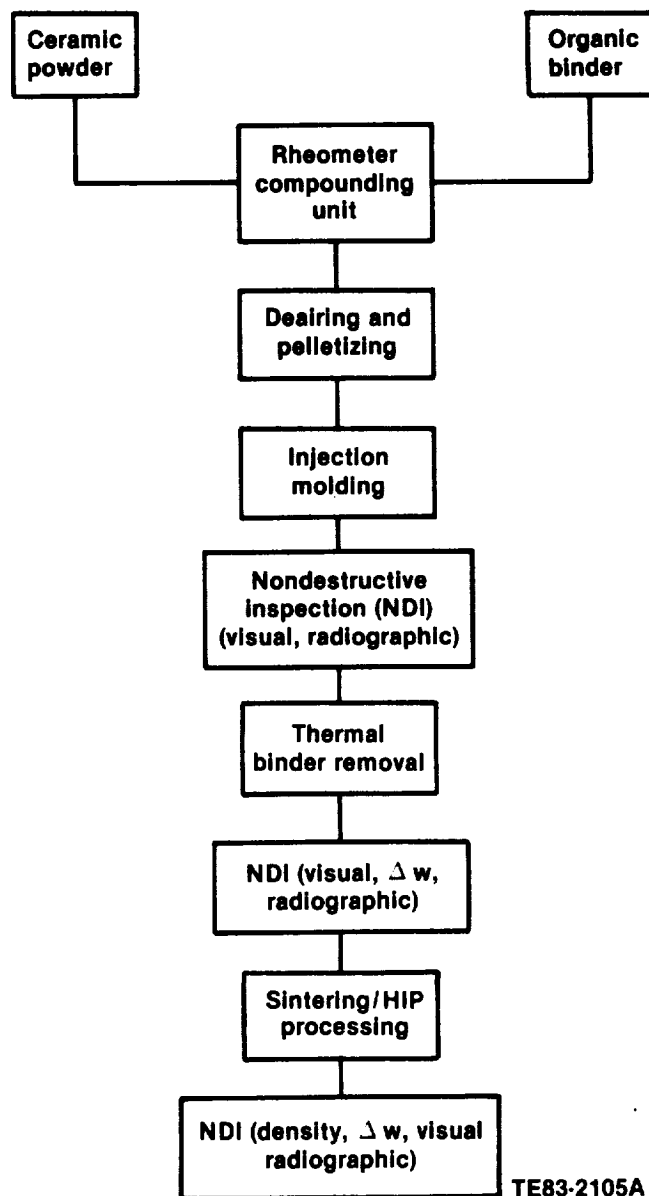 Ceramic
powder
Organic
binder
Rheometer
compounding
unit
Deairing and
pelletizing
Injection
molding
Nondestructive
inspection (NDI)
(visual, radiographic)
Thermal
binder removal
NDI (visual, Δ w,
radiographic)
Sintering/HIP
processing
NDI (density, Δ w, visual
radiographic)
TE83-2105A